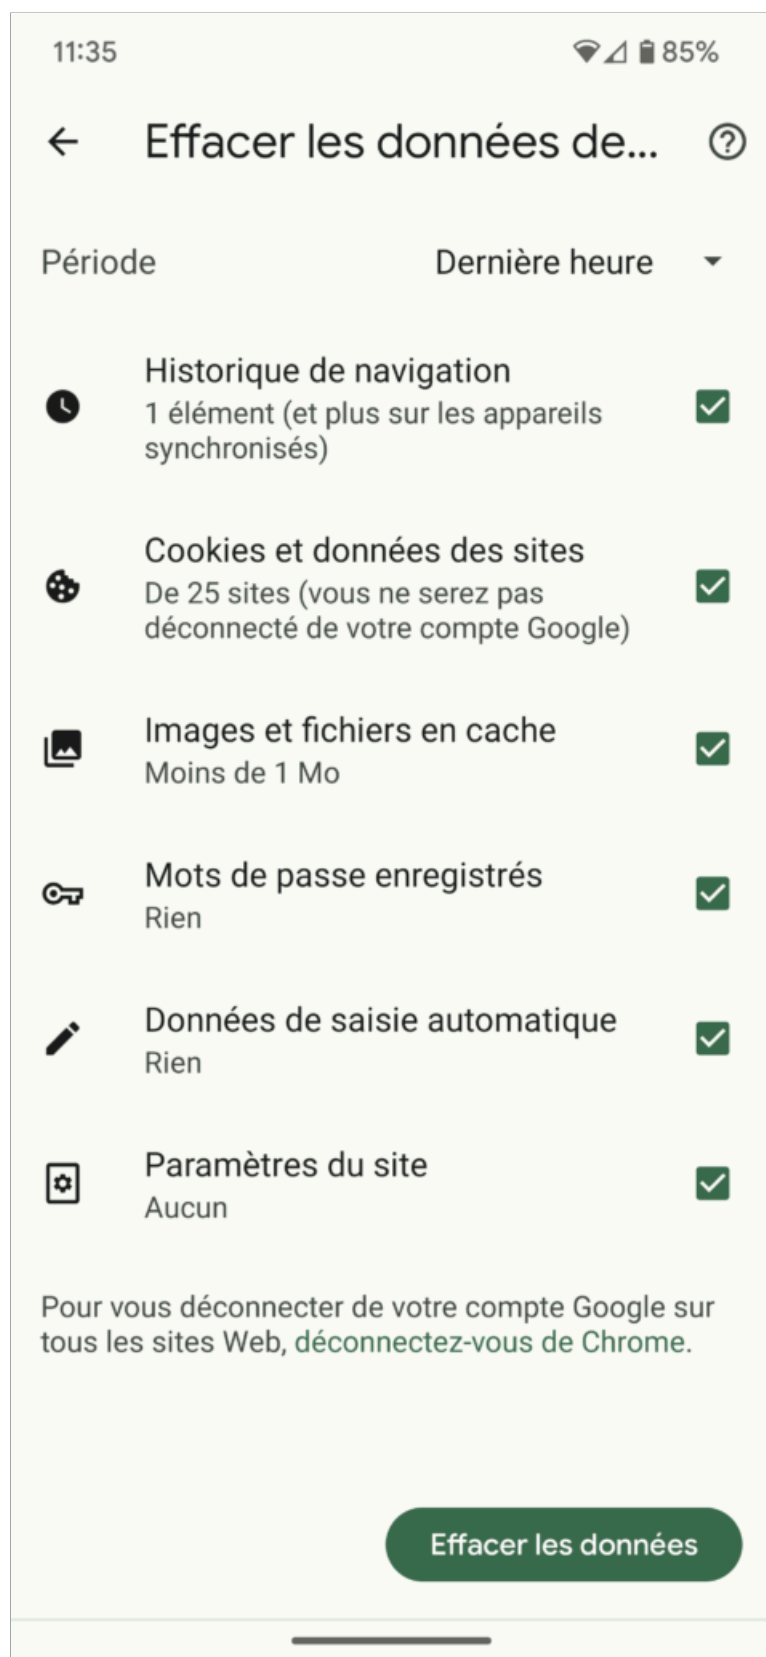 11:35 85%
Effacer les données de...
Période Dernière heure
Historique de navigation
1 élément (et plus sur les appareils
synchronisés)
Cookies et données des sites
De 25 sites (vous ne serez pas
déconnecté de votre compte Google)
Images et fichiers en cache
Moins de 1 Mo
Mots de passe enregistrés
Rien
Données de saisie automatique
Rien
Paramètres du site
Aucun
Pour vous déconnecter de votre compte Google sur
tous les sites Web, déconnectez-vous de Chrome.
Effacer les données